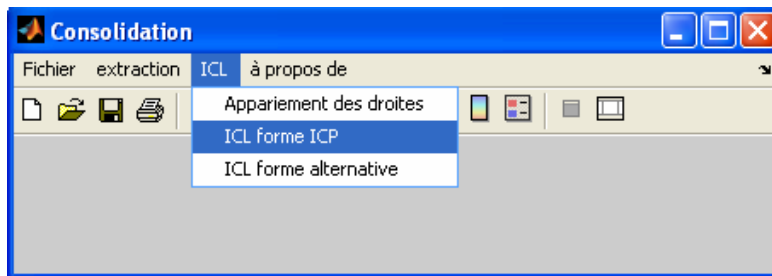 Consolidation
Fichier extraction ICL à propos de
Appariement des droites
ICL forme ICP
ICL forme alternative